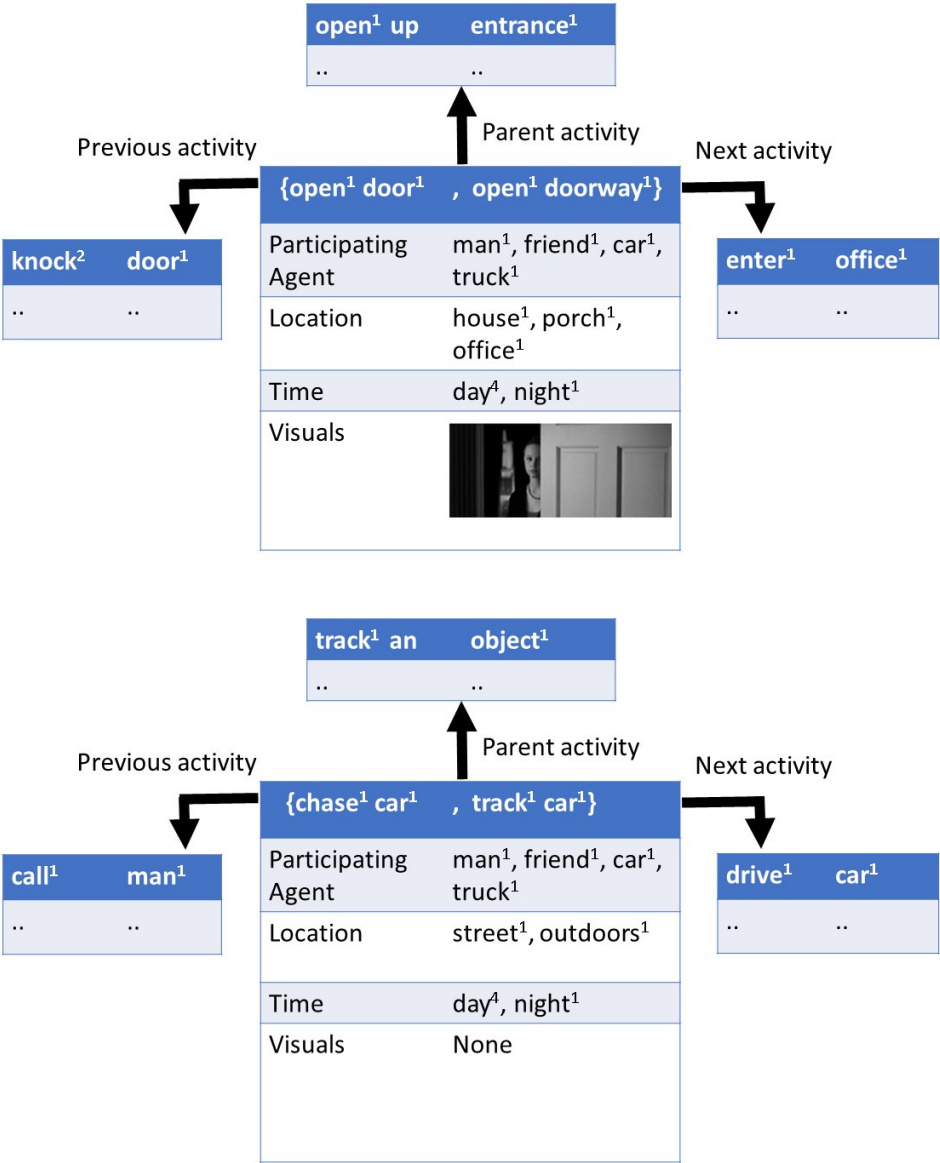 open¹ up entrance¹
.. ..
Parent activity
Previous activity
Next activity
{open¹ door¹ , open¹ doorway¹}
knock² door¹
.. ..
Participating Agent man¹, friend¹, car¹, truck¹
Location house¹, porch¹, office¹
Time day⁴, night¹
Visuals
enter¹ office¹
.. ..
track¹ an object¹
.. ..
Parent activity
Previous activity
Next activity
{chase¹ car¹ , track¹ car¹}
call¹ man¹
.. ..
Participating Agent man¹, friend¹, car¹, truck¹
Location street¹, outdoors¹
Time day⁴, night¹
Visuals None
drive¹ car¹
.. ..